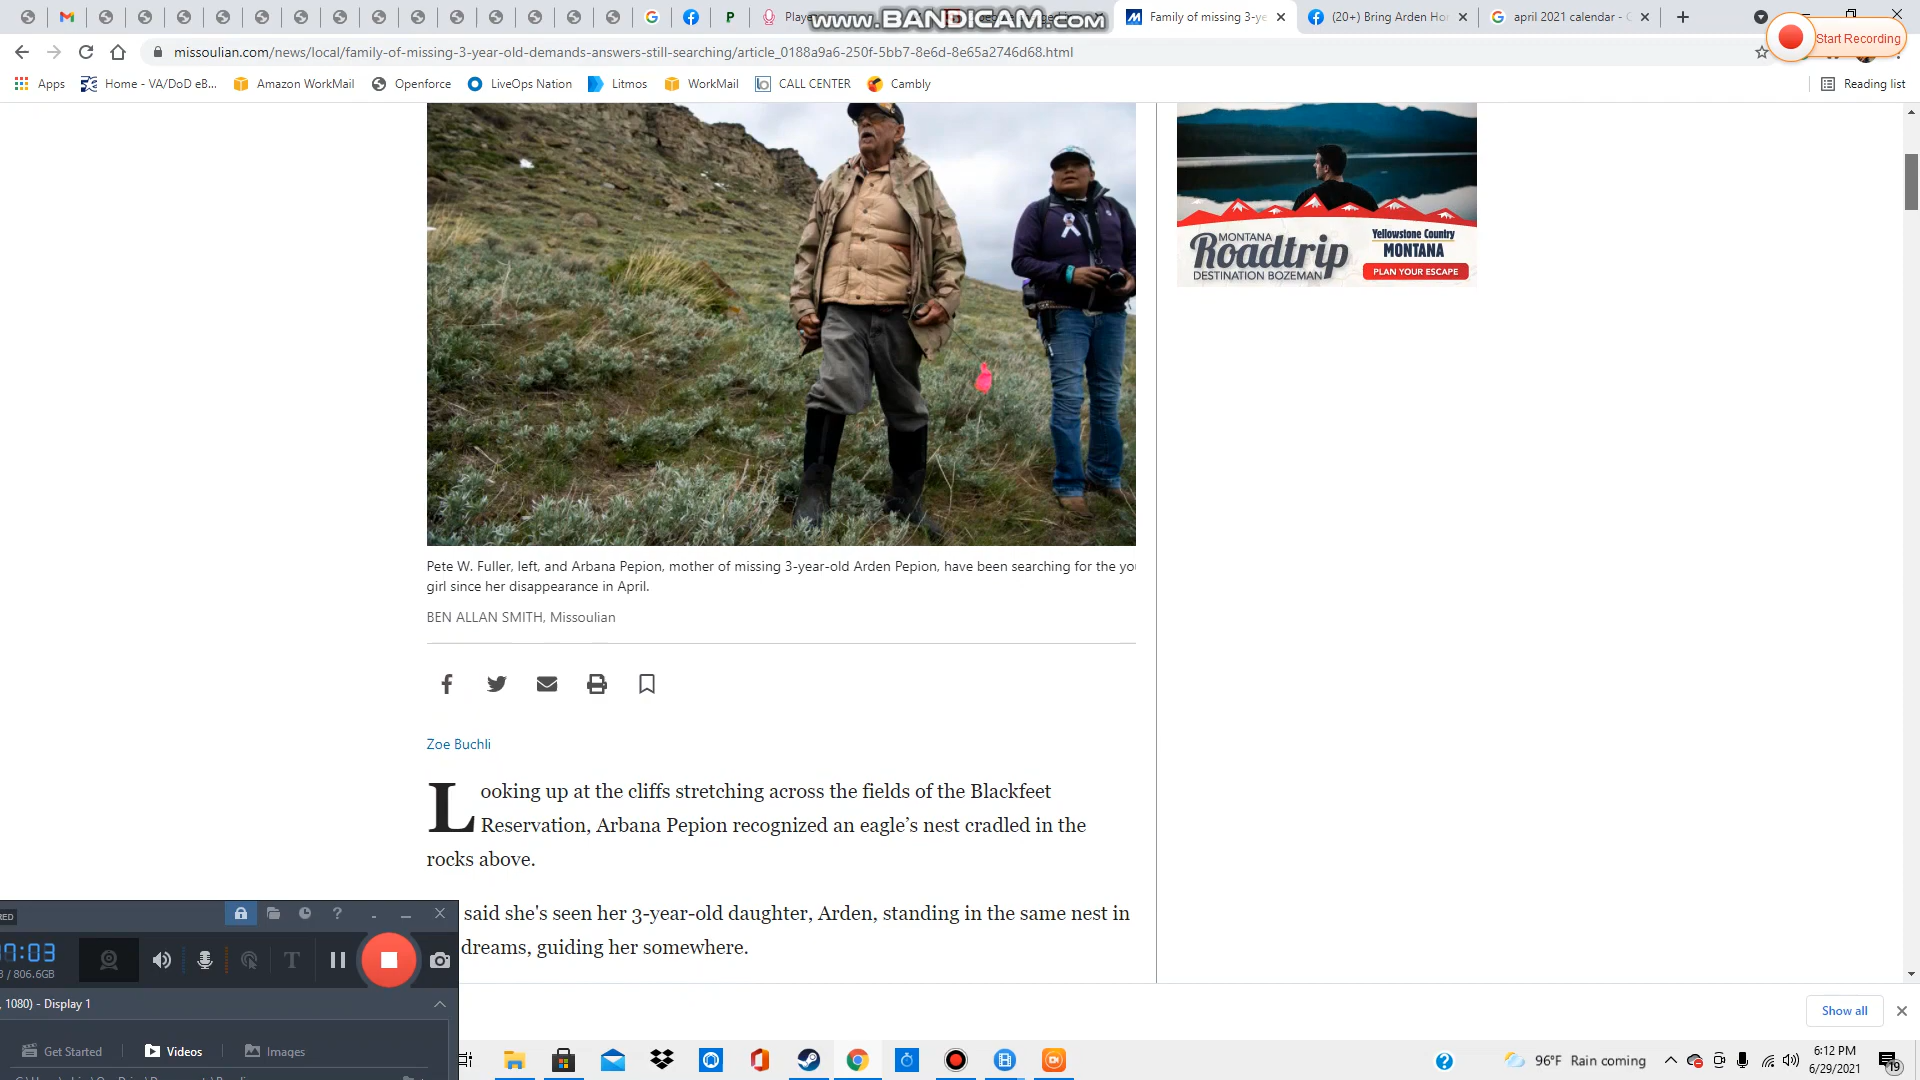 www.BANDICAM.com
Playe
Family of missing 3-ye
(20+) Bring Arden Hor
april 2021 calendar - G
Start Recording
missoulian.com/news/local/family-of-missing-3-year-old-demands-answers-still-searching/article_0188a9a6-250f-5bb7-8e6d-8e65a2746d68.html
Apps
Home - VA/DoD eB...
Amazon WorkMail
Openforce
LiveOps Nation
Litmos
WorkMail
CALL CENTER
Cambly
Reading list
MONTANA
Roadtrip
DESTINATION BOZEMAN
Yellowstone Country
MONTANA
PLAN YOUR ESCAPE
Pete W. Fuller, left, and Arbana Pepion, mother of missing 3-year-old Arden Pepion, have been searching for the yo
girl since her disappearance in April.
BEN ALLAN SMITH, Missoulian
Zoe Buchli
Looking up at the cliffs stretching across the fields of the Blackfeet
Reservation, Arbana Pepion recognized an eagle's nest cradled in the
rocks above.
said she's seen her 3-year-old daughter, Arden, standing in the same nest in
dreams, guiding her somewhere.
RED
7:03
3 / 806.6GB
, 1080) - Display 1
Get Started
Videos
Images
Show all
96°F Rain coming
6:12 PM
6/29/2021
19